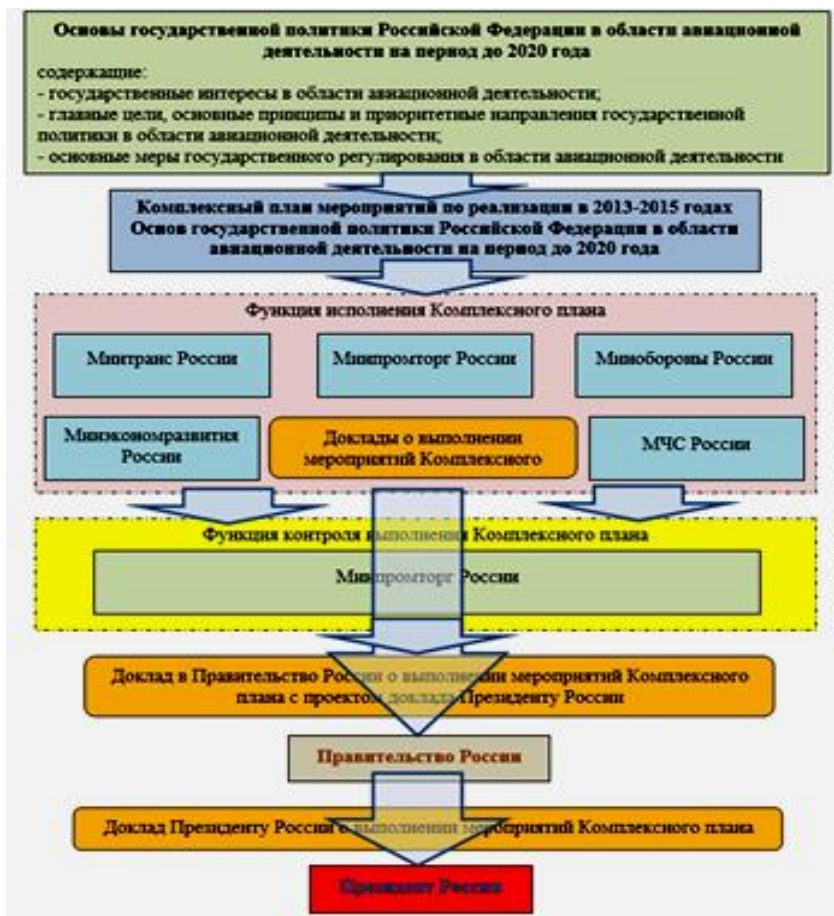 Основы государственной политики Российской Федерации в области авиационной
деятельности на период до 2020 года
содержащие:
- государственные интересы в области авиационной деятельности;
- главные цели, основные принципы и приоритетные направления государственной
политики в области авиационной деятельности;
- основные меры государственного регулирования в области авиационной деятельности
Комплексный план мероприятий по реализации в 2013-2015 годах
Основ государственной политики Российской Федерации в области
авиационной деятельности на период до 2020 года
Функция исполнения Комплексного плана
Минтранс России
Минпромторг России
Минобороны России
Минэкономразвития
России
Доклады о выполнении
мероприятий Комплексного
МЧС России
Функция контроля выполнения Комплексного плана
Минпромторг России
Доклад в Правительство России о выполнении мероприятий Комплексного
плана с проектом доклада Президенту России
Правительство России
Доклад Президенту России о выполнении мероприятий Комплексного плана
Президент России